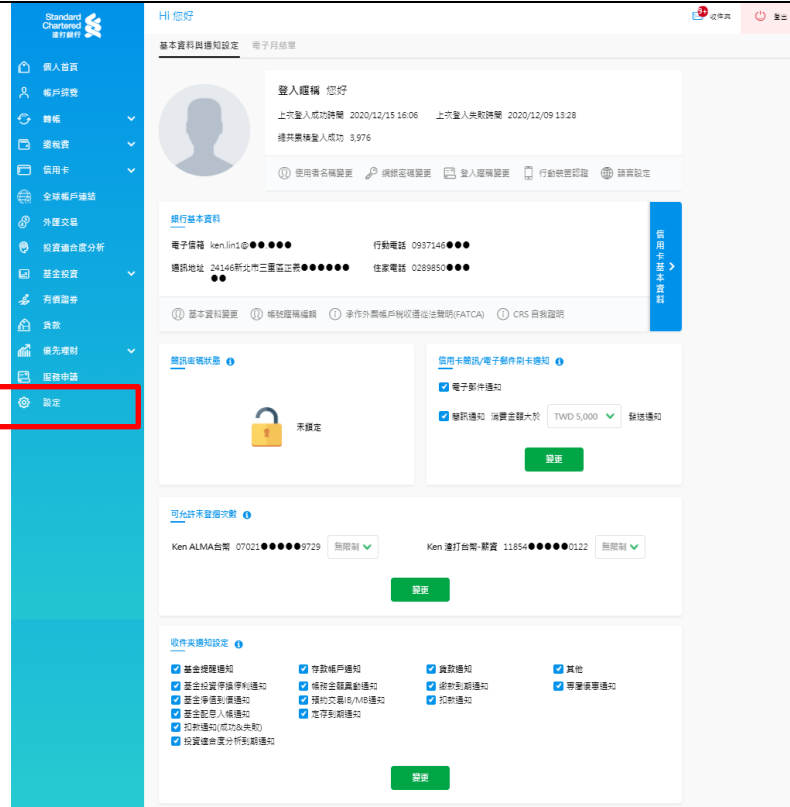 Standard
Chartered
渣打銀行
Hi 您好
9+ 收件夾
登出
基本資料與通知設定 電子月結單
個人首頁
帳戶綜覽
轉帳
繳稅費
信用卡
全球帳戶連結
外匯交易
投資適合度分析
基金投資
有價證券
貸款
優先理財
服務申請
設定
登入暱稱 您好
上次登入成功時間 2020/12/15 16:06 上次登入失敗時間 2020/12/09 13:28
總共累積登入成功 3,976
使用者名稱變更 網銀密碼變更 登入暱稱變更 行動裝置認證 語言設定
銀行基本資料
電子信箱 ken.lin1@●●.●●● 行動電話 0937146●●●
通訊地址 24146新北市三重區正義●●●●●● 住家電話 0289850●●●
●●
信用卡基本資料
基本資料變更 帳號暱稱編輯 承作外國帳戶稅收遵從法聲明(FATCA) CRS 自我證明
簡訊密碼狀態
未鎖定
信用卡簡訊/電子郵件刷卡通知
電子郵件通知
簡訊通知 消費金額大於 TWD 5,000 發送通知
變更
可允許未登摺次數
Ken ALMA台幣 07021●●●●●9729 無限制 Ken 渣打台幣-薪資 11854●●●●●0122 無限制
變更
收件夾通知設定
基金提醒通知 存款帳戶通知 貸款通知 其他
基金投資停損停利通知 帳務金額異動通知 繳款到期通知 專屬優惠通知
基金淨值到價通知 預約交易IB/MB通知 扣款通知
基金配息入帳通知 定存到期通知
扣款通知(成功&失敗)
投資適合度分析到期通知
變更